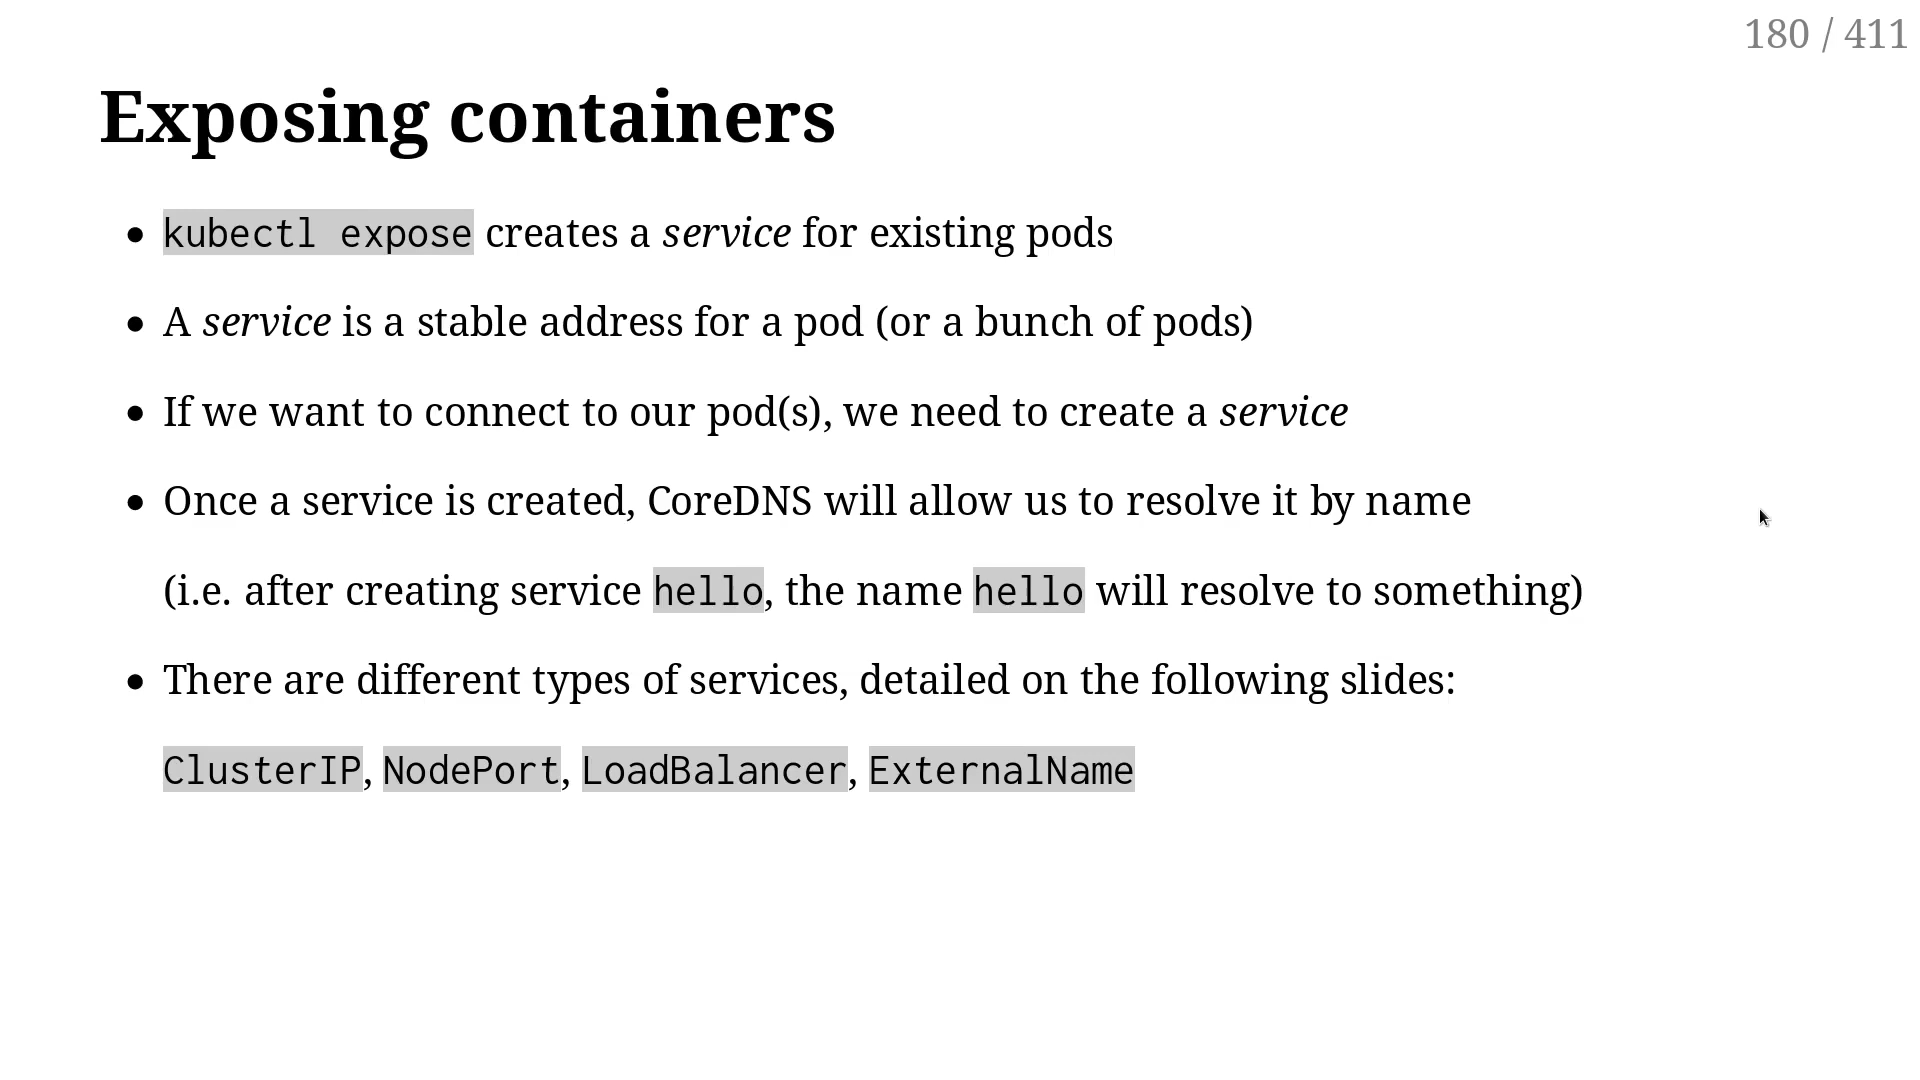 180 / 411
Exposing containers
kubectl expose creates a service for existing pods
A service is a stable address for a pod (or a bunch of pods)
If we want to connect to our pod(s), we need to create a service
Once a service is created, CoreDNS will allow us to resolve it by name
(i.e. after creating service hello, the name hello will resolve to something)
There are different types of services, detailed on the following slides:
ClusterIP, NodePort, LoadBalancer, ExternalName